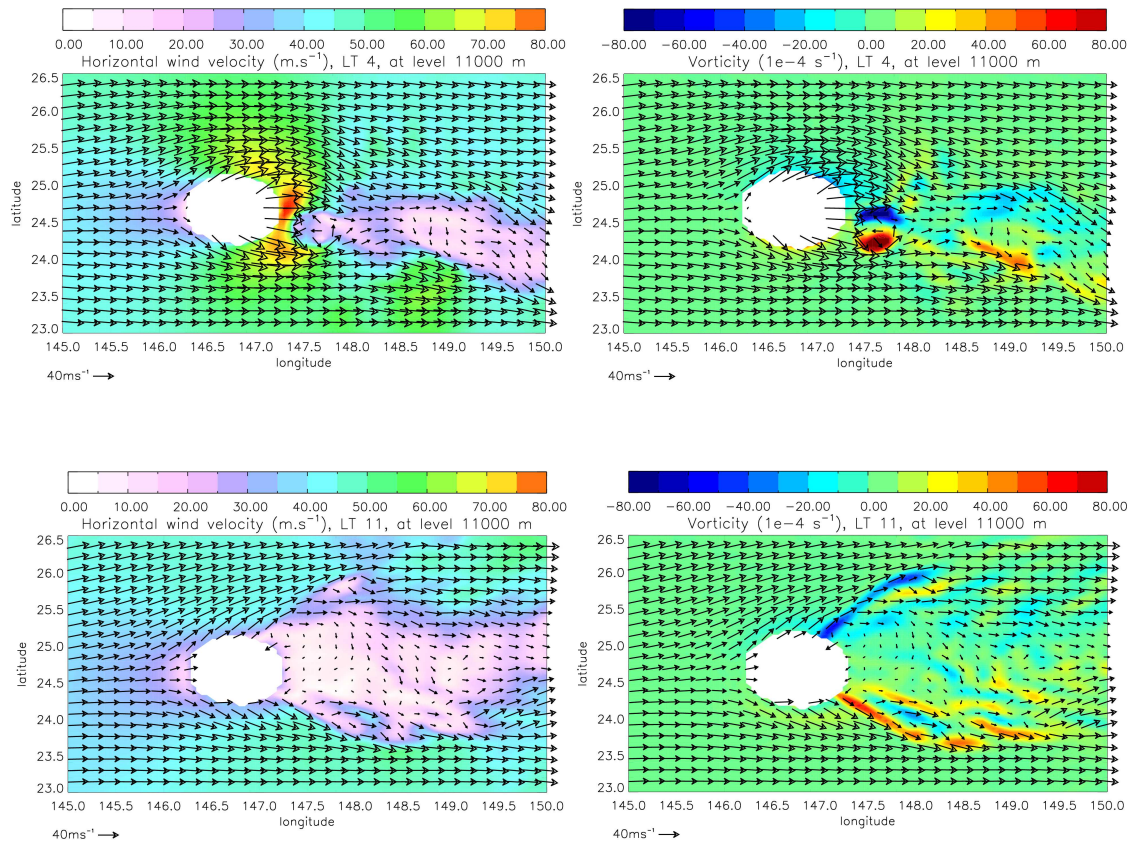 0.00 10.00 20.00 30.00 40.00 50.00 60.00 70.00 80.00
Horizontal wind velocity (m.s⁻¹), LT 4, at level 11000 m
26.5
26.0
25.5
25.0
24.5
24.0
23.5
23.0
latitude
145.0 145.5 146.0 146.5 147.0 147.5 148.0 148.5 149.0 149.5 150.0
longitude
40ms⁻¹
−80.00 −60.00 −40.00 −20.00 0.00 20.00 40.00 60.00 80.00
Vorticity (1e−4 s⁻¹), LT 4, at level 11000 m
26.5
26.0
25.5
25.0
24.5
24.0
23.5
23.0
latitude
145.0 145.5 146.0 146.5 147.0 147.5 148.0 148.5 149.0 149.5 150.0
longitude
40ms⁻¹
0.00 10.00 20.00 30.00 40.00 50.00 60.00 70.00 80.00
Horizontal wind velocity (m.s⁻¹), LT 11, at level 11000 m
26.5
26.0
25.5
25.0
24.5
24.0
23.5
23.0
latitude
145.0 145.5 146.0 146.5 147.0 147.5 148.0 148.5 149.0 149.5 150.0
longitude
40ms⁻¹
−80.00 −60.00 −40.00 −20.00 0.00 20.00 40.00 60.00 80.00
Vorticity (1e−4 s⁻¹), LT 11, at level 11000 m
26.5
26.0
25.5
25.0
24.5
24.0
23.5
23.0
latitude
145.0 145.5 146.0 146.5 147.0 147.5 148.0 148.5 149.0 149.5 150.0
longitude
40ms⁻¹